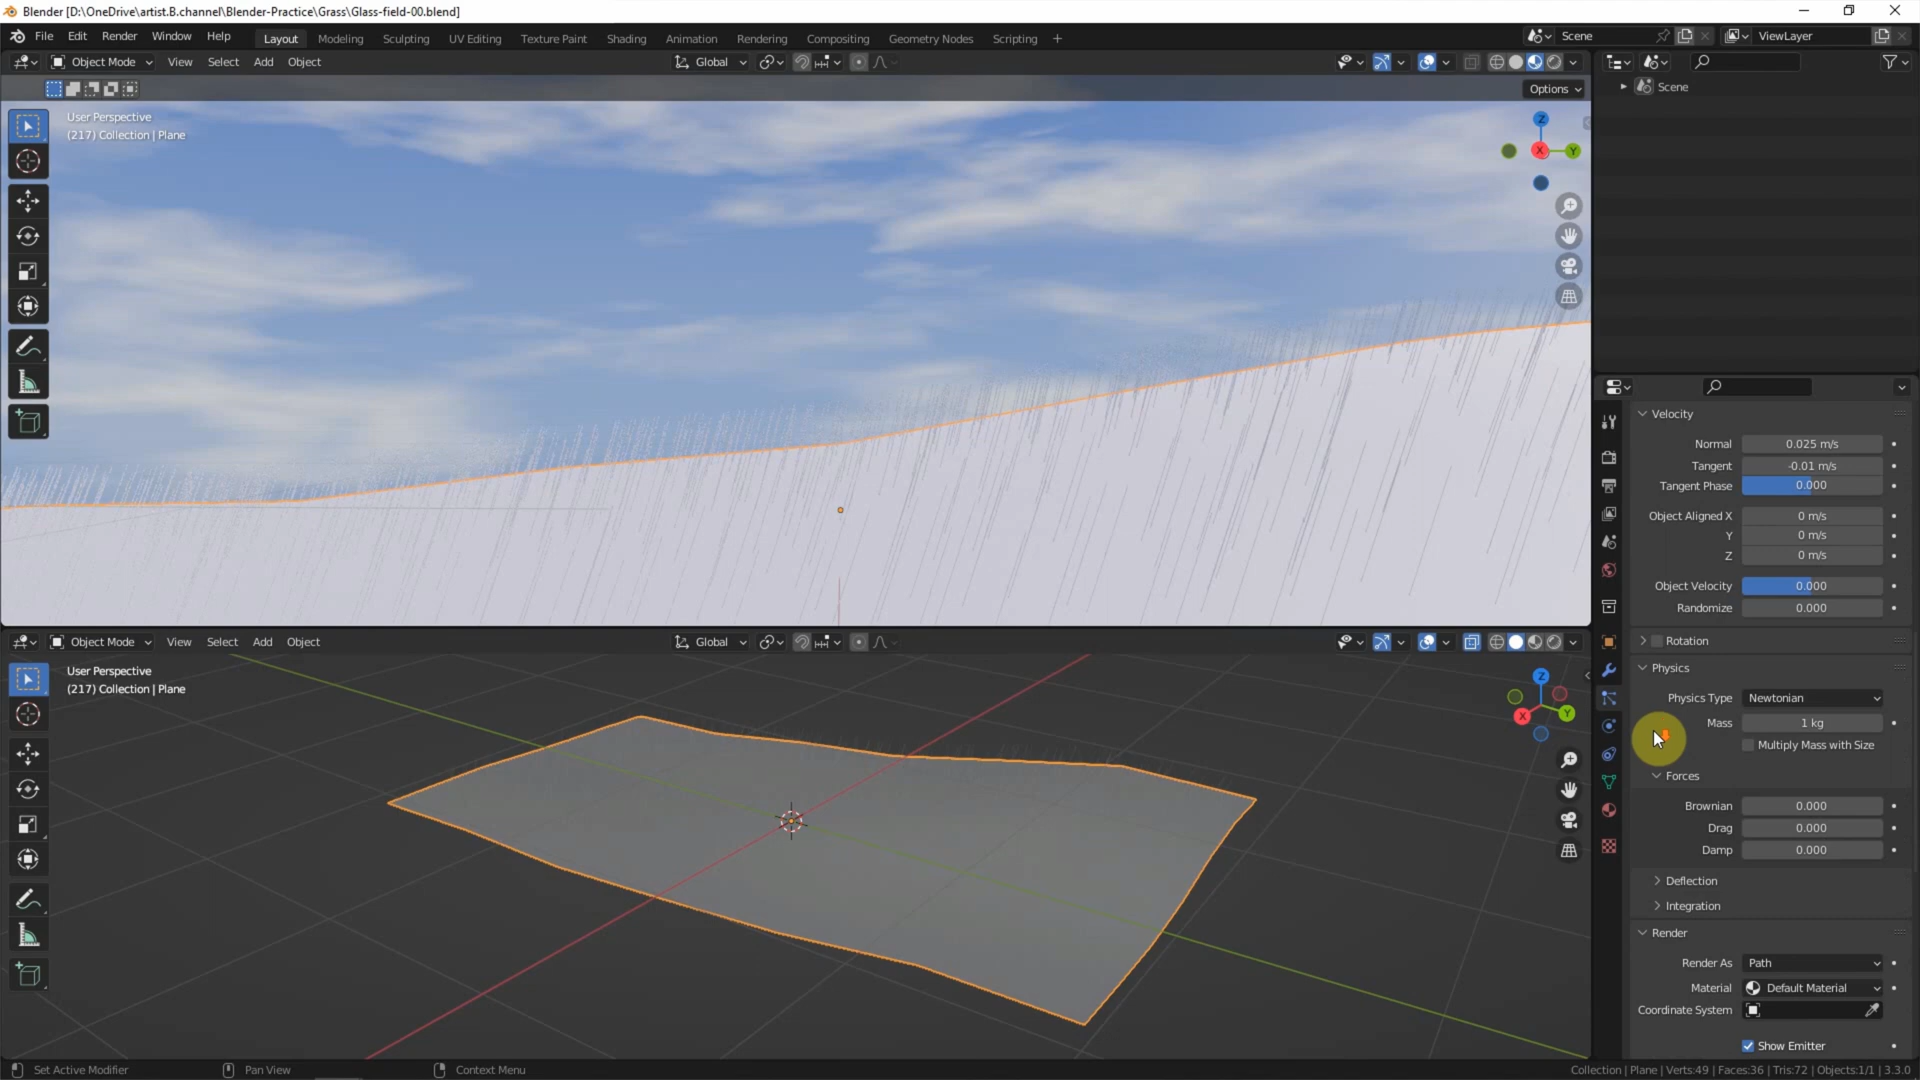 Blender [D:\OneDrive\artist.B.channel\Blender-Practice\Grass\Glass-field-00.blend]
File Edit Render Window Help Layout Modeling Sculpting UV Editing Texture Paint Shading Animation Rendering Compositing Geometry Nodes Scripting + Scene ViewLayer
Object Mode View Select Add Object Global
Options
User Perspective
(217) Collection | Plane
Z
X
Y
Object Mode View Select Add Object Global
User Perspective
(217) Collection | Plane
Z
X
Y
Scene
Velocity
Normal 0.025 m/s
Tangent -0.01 m/s
Tangent Phase 0.000
Object Aligned X 0 m/s
Y 0 m/s
Z 0 m/s
Object Velocity 0.000
Randomize 0.000
Rotation
Physics
Physics Type Newtonian
Mass 1 kg
Multiply Mass with Size
Forces
Brownian 0.000
Drag 0.000
Damp 0.000
Deflection
Integration
Render
Render As Path
Material Default Material
Coordinate System
Show Emitter
Set Active Modifier Pan View Context Menu Collection | Plane | Verts:49 | Faces:36 | Tris:72 | Objects:1/1 | 3.3.0